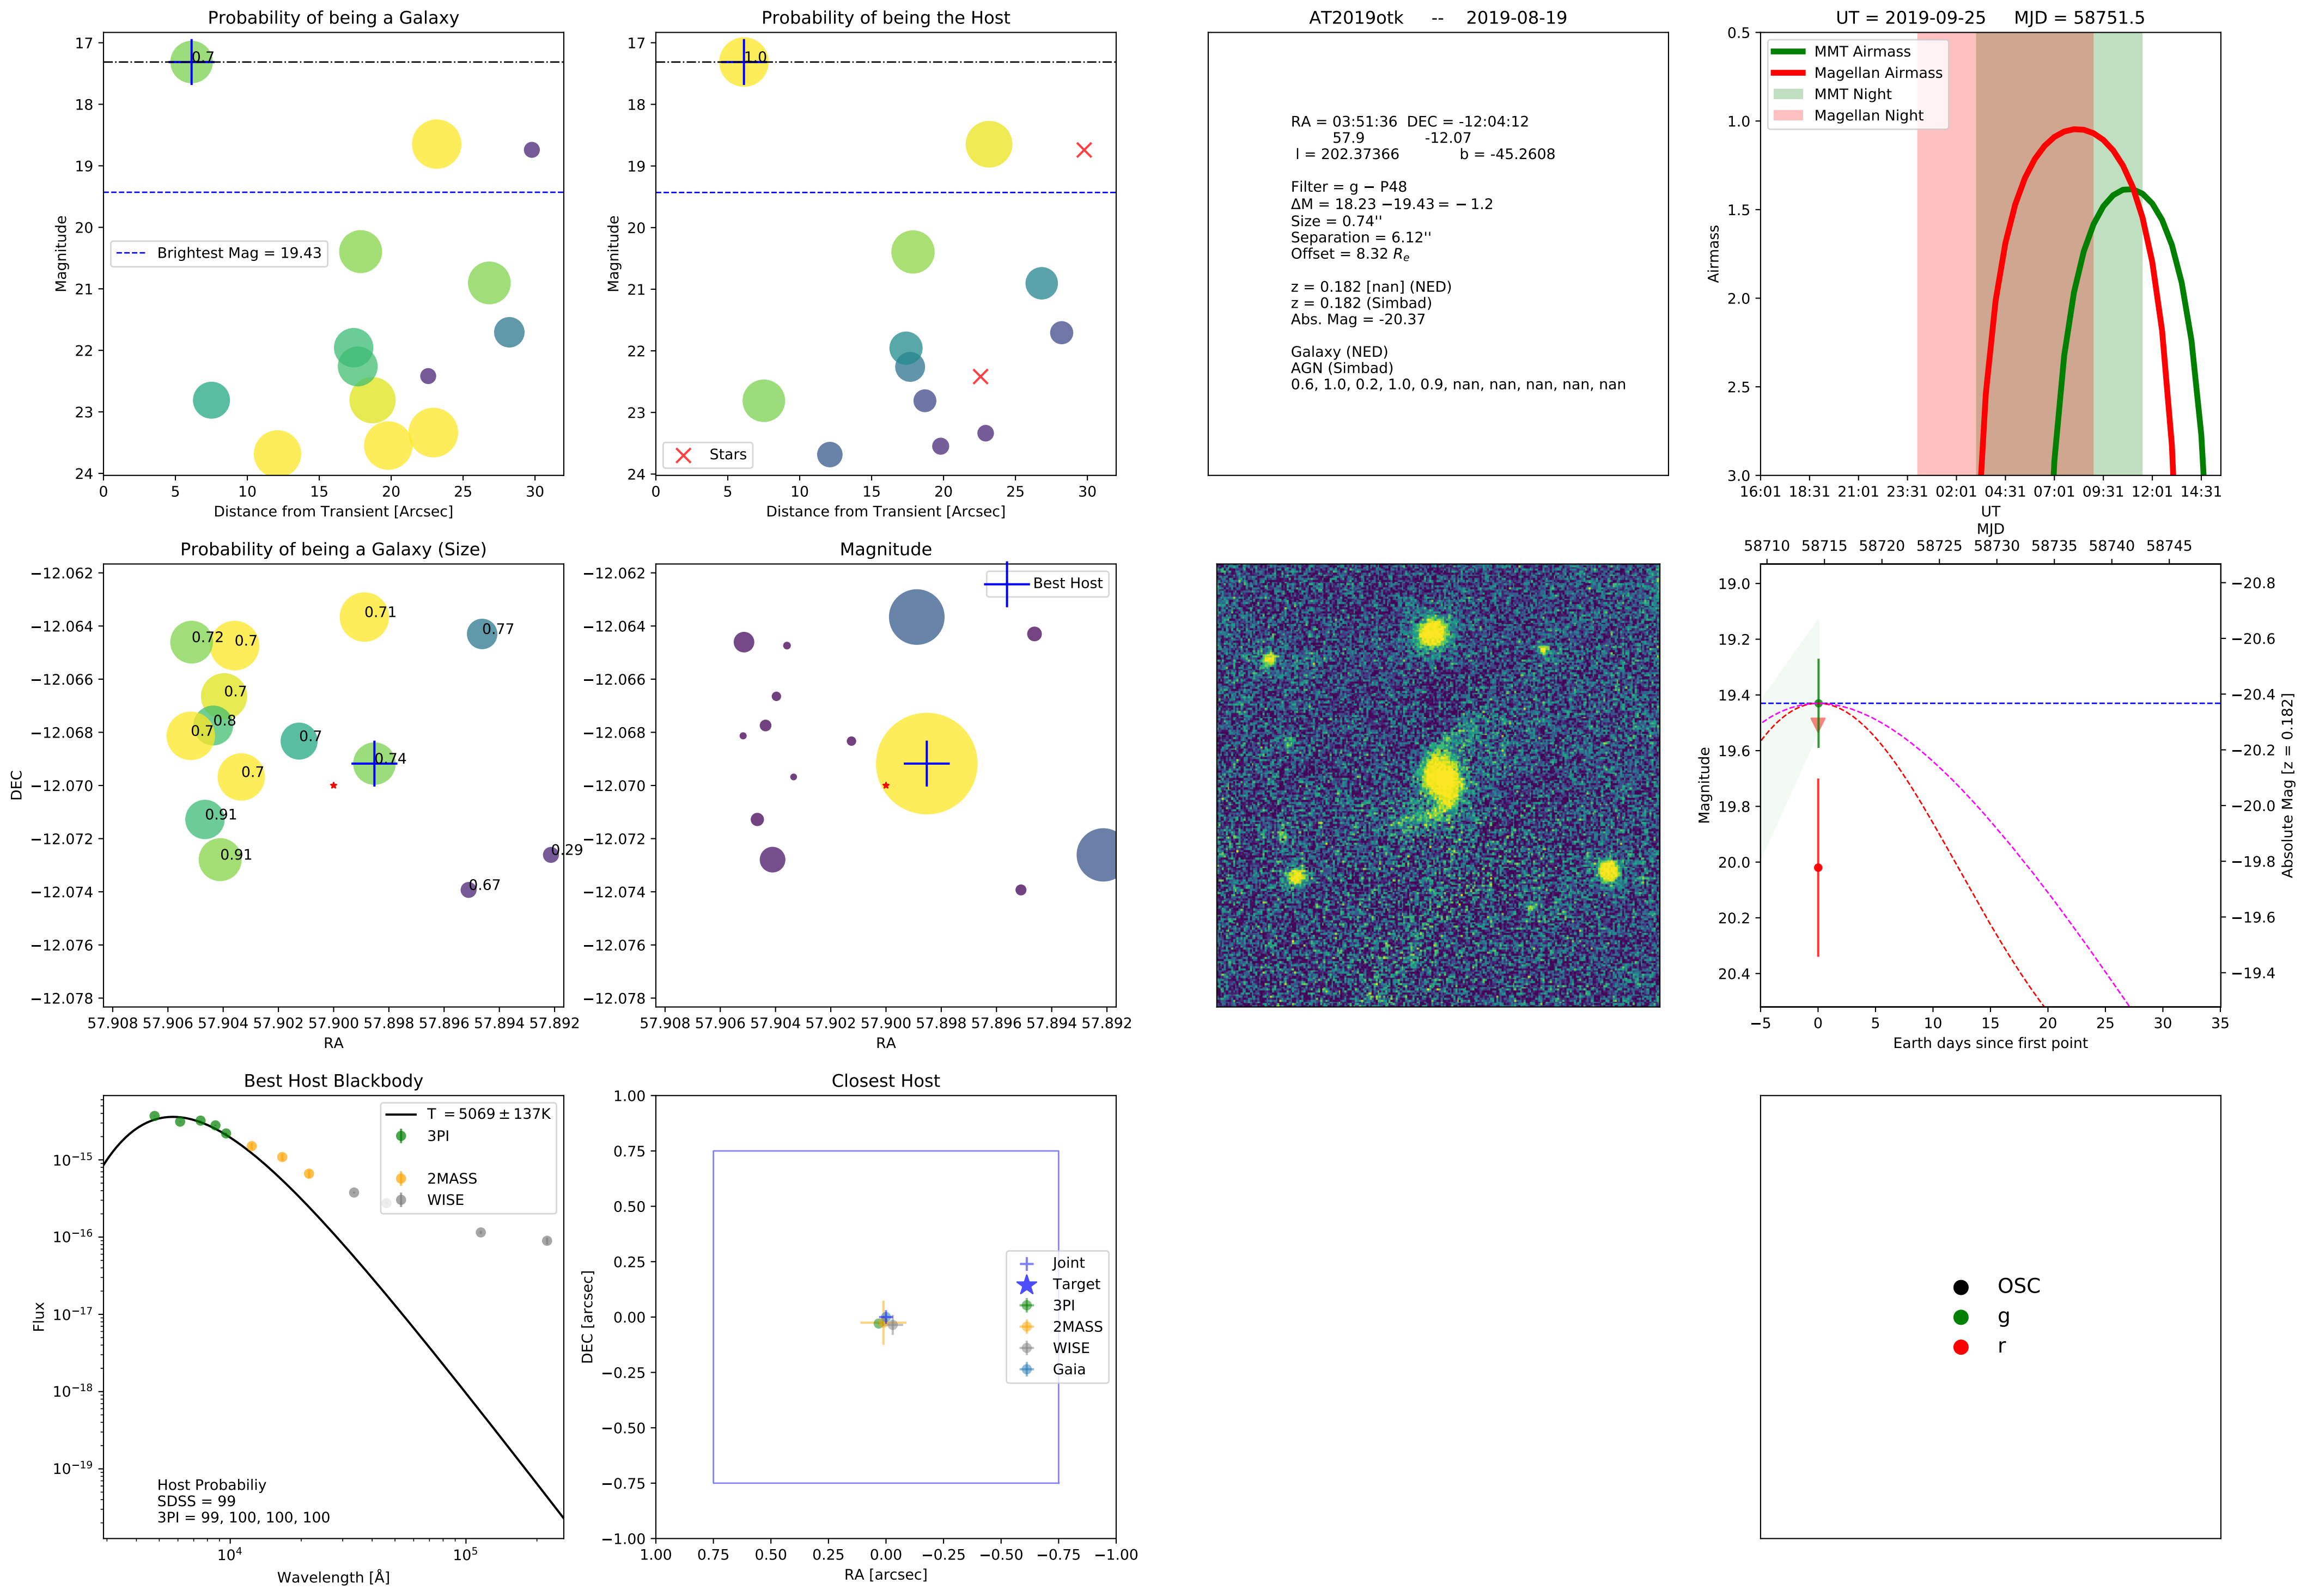 Probability of being a Galaxy
17
18
19
20
21
22
23
24
Magnitude
0.7
Brightest Mag = 19.43
0
5
10
15
20
25
30
Distance from Transient [Arcsec]
Probability of being the Host
17
18
19
20
21
22
23
24
Magnitude
1.0
Stars
0
5
10
15
20
25
30
Distance from Transient [Arcsec]
AT2019otk -- 2019-08-19
RA = 03:51:36 DEC = -12:04:12
57.9 -12.07
l = 202.37366 b = -45.2608
Filter = g − P48
ΔM = 18.23 −19.43 = − 1.2
Size = 0.74''
Separation = 6.12''
Offset = 8.32 Re
z = 0.182 [nan] (NED)
z = 0.182 (Simbad)
Abs. Mag = -20.37
Galaxy (NED)
AGN (Simbad)
0.6, 1.0, 0.2, 1.0, 0.9, nan, nan, nan, nan, nan
UT = 2019-09-25 MJD = 58751.5
0.5
1.0
1.5
2.0
2.5
3.0
Airmass
MMT Airmass
Magellan Airmass
MMT Night
Magellan Night
16:01 18:31 21:01 23:31 02:01 04:31 07:01 09:31 12:01 14:31
UT
Probability of being a Galaxy (Size)
−12.062
−12.064
−12.066
−12.068
−12.070
−12.072
−12.074
−12.076
−12.078
DEC
0.71
0.77
0.72
0.7
0.7
0.8
0.7
0.7
0.74
0.7
0.91
0.91
0.29
0.67
57.908 57.906 57.904 57.902 57.900 57.898 57.896 57.894 57.892
RA
Magnitude
−12.062
−12.064
−12.066
−12.068
−12.070
−12.072
−12.074
−12.076
−12.078
Best Host
57.908 57.906 57.904 57.902 57.900 57.898 57.896 57.894 57.892
RA
MJD
58710 58715 58720 58725 58730 58735 58740 58745
19.0
19.2
19.4
19.6
19.8
20.0
20.2
20.4
Magnitude
−20.8
−20.6
−20.4
−20.2
−20.0
−19.8
−19.6
−19.4
Absolute Mag [z = 0.182]
−5 0 5 10 15 20 25 30 35
Earth days since first point
Best Host Blackbody
10−15
10−16
10−17
10−18
10−19
Flux
T = 5069 ± 137K
3PI
2MASS
WISE
Host Probabiliy
SDSS = 99
3PI = 99, 100, 100, 100
104
105
Wavelength [Å]
Closest Host
1.00
0.75
0.50
0.25
0.00
−0.25
−0.50
−0.75
−1.00
DEC [arcsec]
Joint
Target
3PI
2MASS
WISE
Gaia
1.00 0.75 0.50 0.25 0.00 −0.25 −0.50 −0.75 −1.00
RA [arcsec]
OSC
g
r